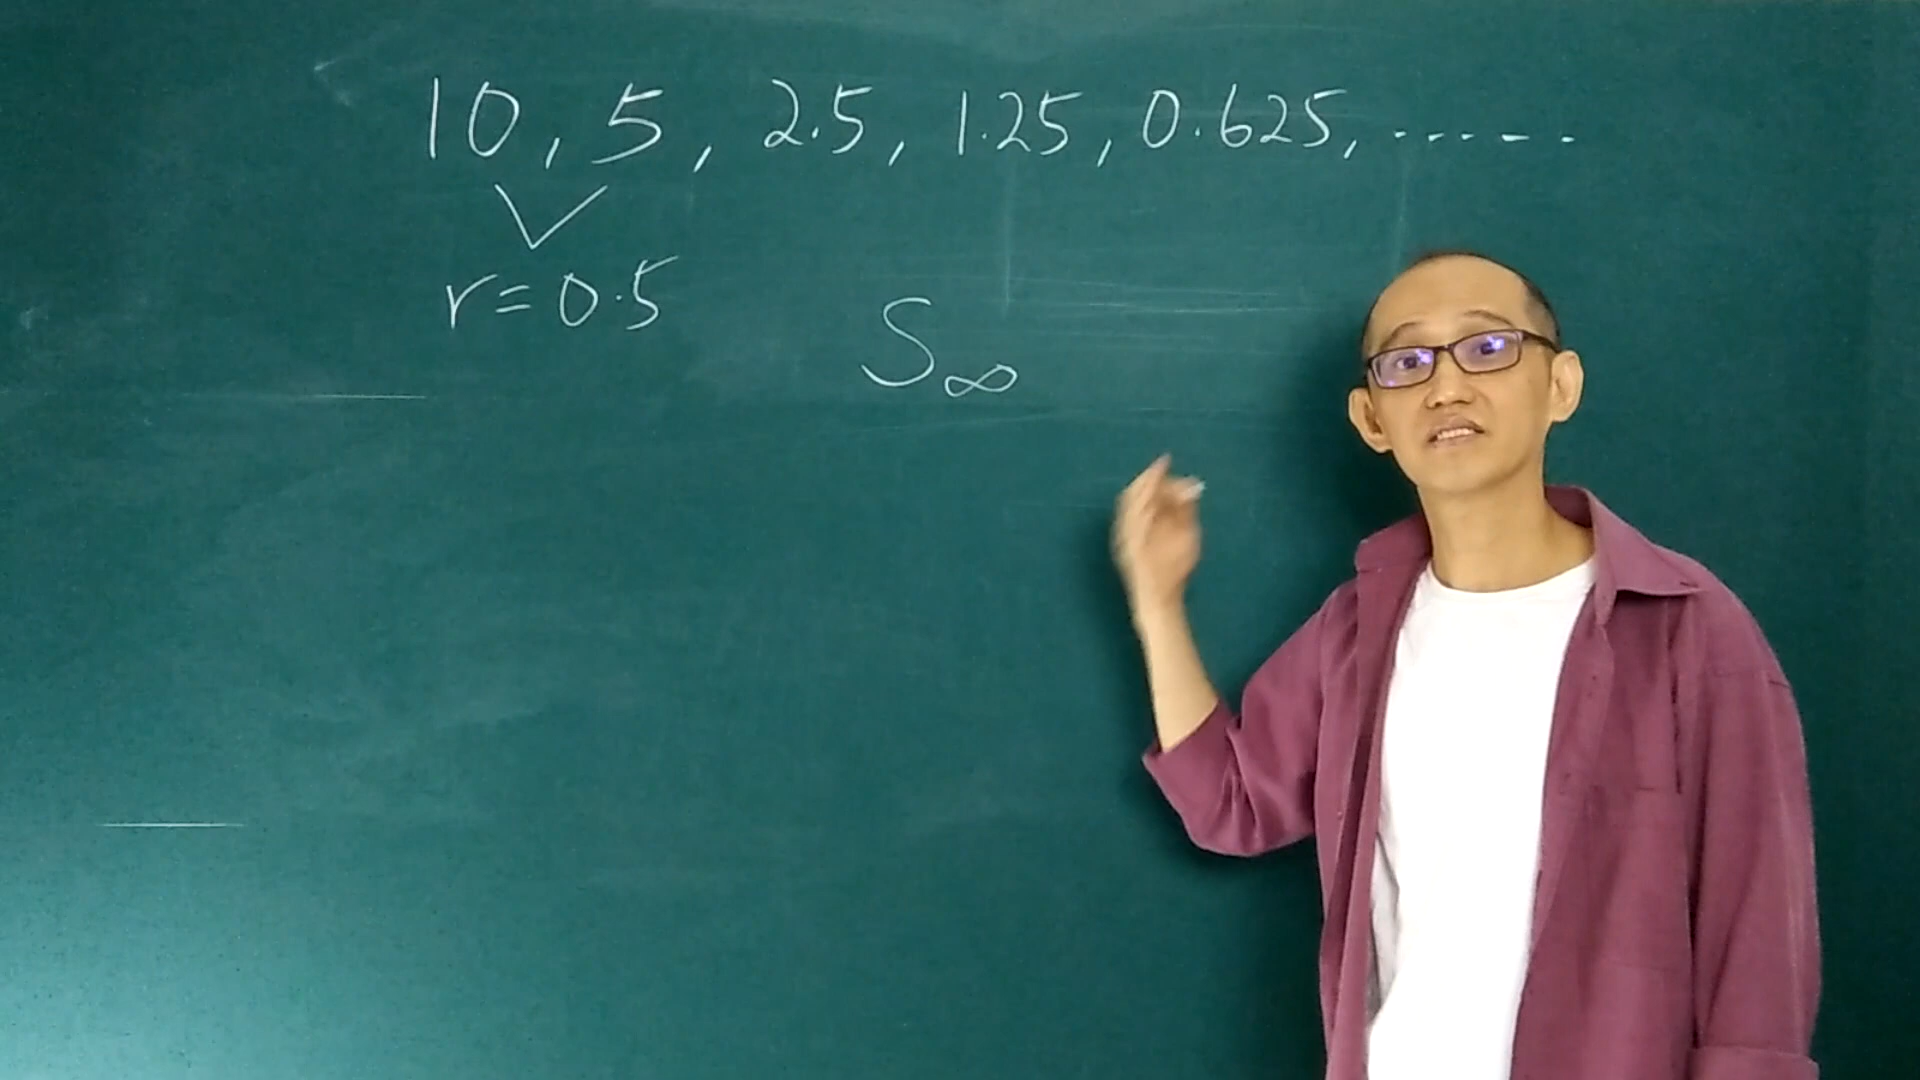 10, 5, 2.5, 1.25, 0.625, ......
r=0.5
S∞